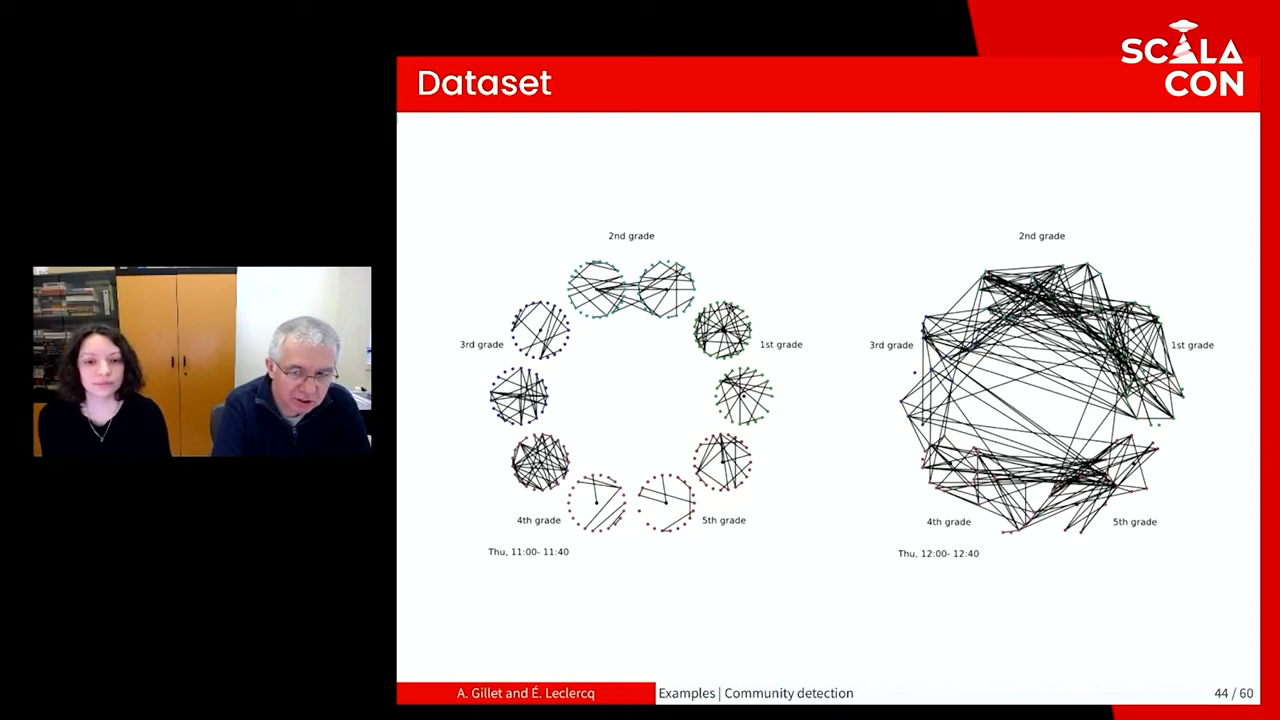 SCALA
CON
Dataset
2nd grade
3rd grade
1st grade
4th grade
5th grade
Thu, 11:00- 11:40
2nd grade
3rd grade
1st grade
4th grade
5th grade
Thu, 12:00- 12:40
A. Gillet and É. Leclercq
Examples | Community detection
44 / 60